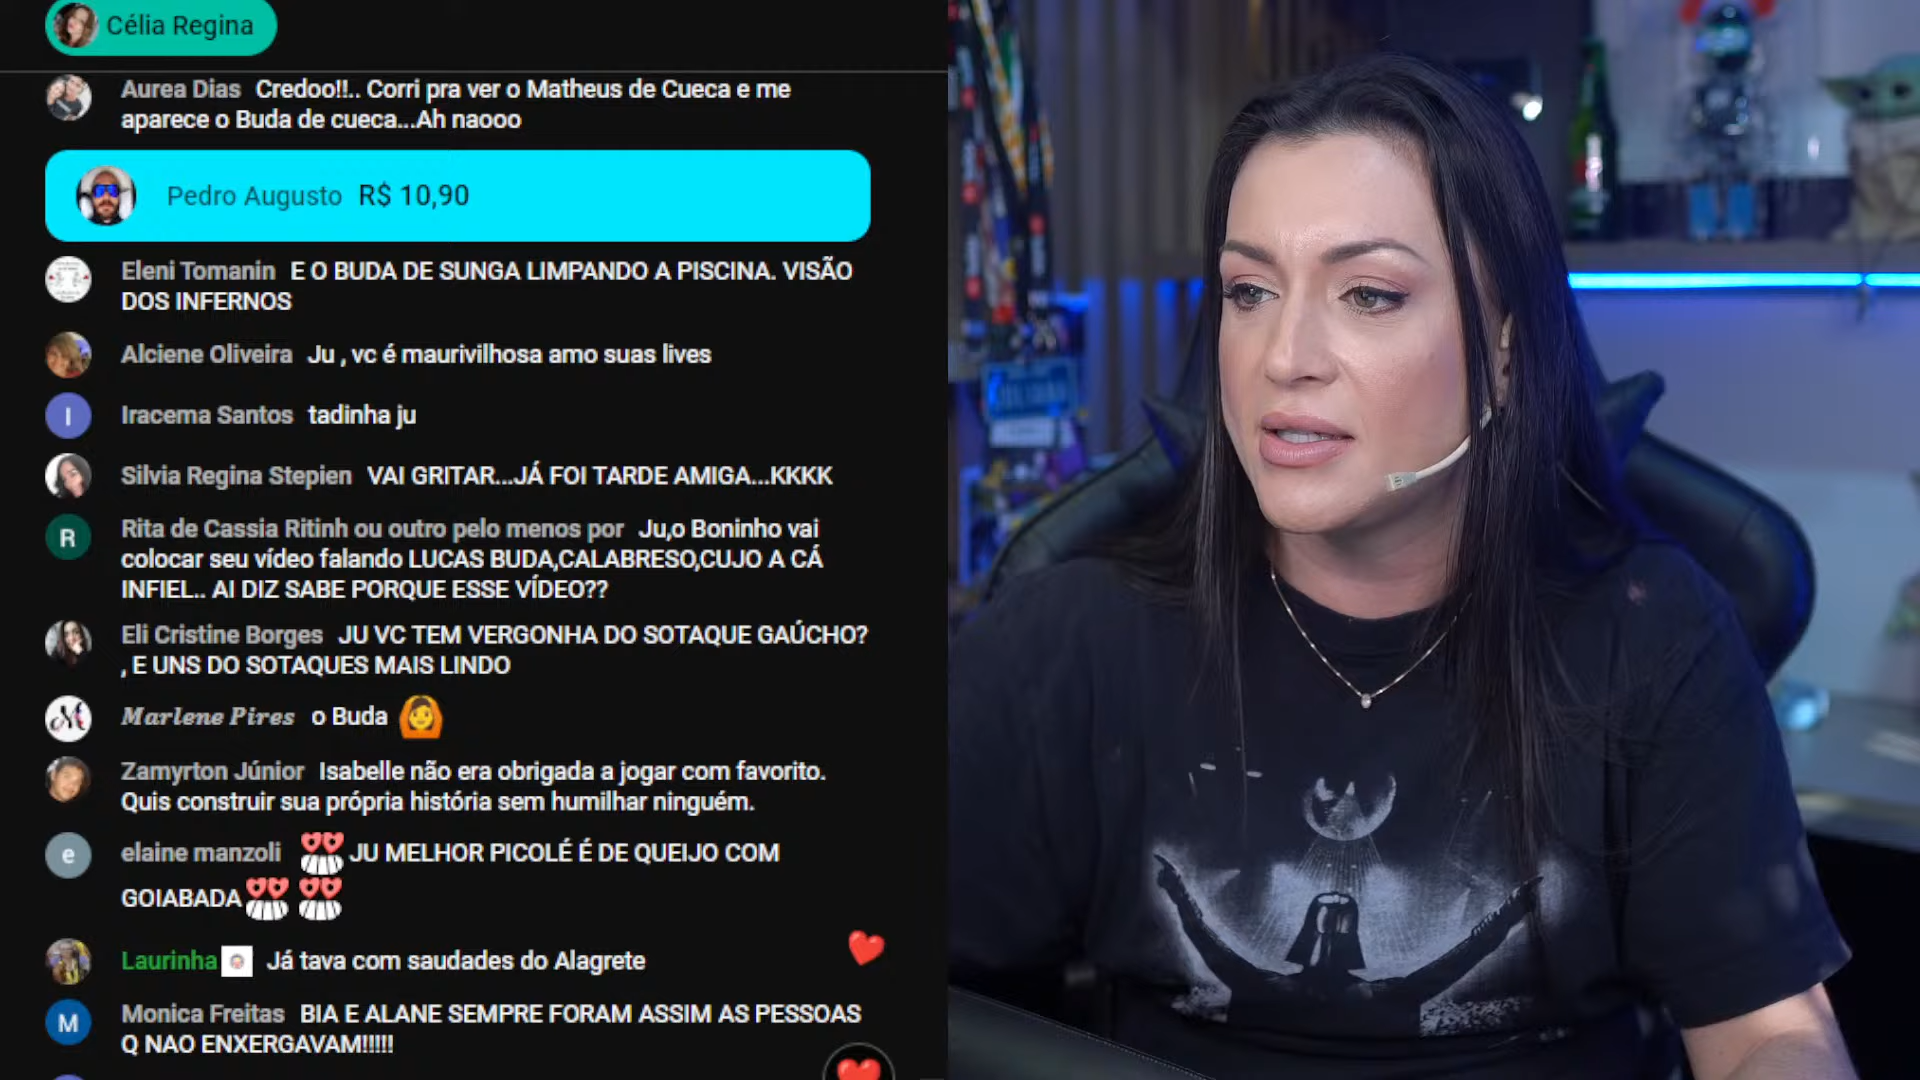 Célia Regina
Aurea Dias Credoo!!.. Corri pra ver o Matheus de Cueca e me
aparece o Buda de cueca...Ah naooo
Pedro Augusto R$ 10,90
Eleni Tomanin E O BUDA DE SUNGA LIMPANDO A PISCINA. VISÃO
DOS INFERNOS
Alciene Oliveira Ju , vc é maurivilhosa amo suas lives
I
Iracema Santos tadinha ju
Silvia Regina Stepien VAI GRITAR...JÁ FOI TARDE AMIGA...KKKK
R
Rita de Cassia Ritinh ou outro pelo menos por Ju,o Boninho vai
colocar seu vídeo falando LUCAS BUDA,CALABRESO,CUJO A CÁ
INFIEL.. AI DIZ SABE PORQUE ESSE VÍDEO??
Eli Cristine Borges JU VC TEM VERGONHA DO SOTAQUE GAÚCHO?
, E UNS DO SOTAQUES MAIS LINDO
M
Marlene Pires o Buda
Zamyrton Júnior Isabelle não era obrigada a jogar com favorito.
Quis construir sua própria história sem humilhar ninguém.
e
elaine manzoli JU MELHOR PICOLÉ É DE QUEIJO COM
GOIABADA
Laurinha Já tava com saudades do Alagrete
M
Monica Freitas BIA E ALANE SEMPRE FORAM ASSIM AS PESSOAS
Q NAO ENXERGAVAM!!!!!